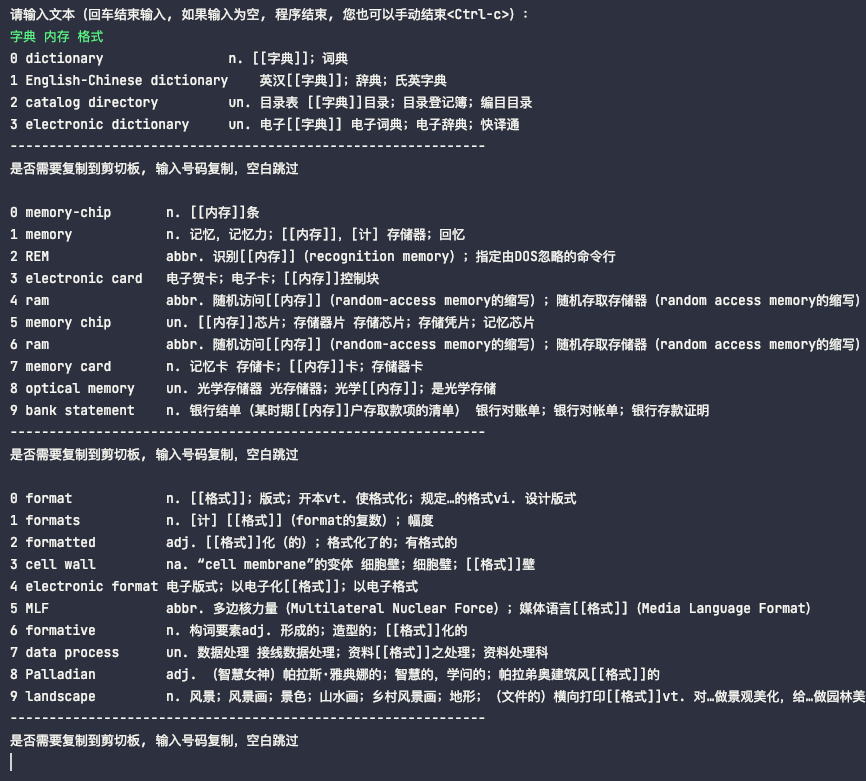 请输入文本（回车结束输入, 如果输入为空, 程序结束, 您也可以手动结束<Ctrl-c>）:
字典 内存 格式
0 dictionary n. [[字典]]; 词典
1 English-Chinese dictionary 英汉[[字典]]; 辞典; 氏英字典
2 catalog directory un. 目录表 [[字典]]目录; 目录登记簿; 编目目录
3 electronic dictionary un. 电子[[字典]] 电子词典; 电子辞典; 快译通
-------------------------------------------------------------
是否需要复制到剪切板, 输入号码复制, 空白跳过
0 memory-chip n. [[内存]]条
1 memory n. 记忆, 记忆力; [[内存]], [计] 存储器; 回忆
2 REM abbr. 识别[[内存]]（recognition memory）; 指定由DOS忽略的命令行
3 electronic card 电子贺卡; 电子卡; [[内存]]控制块
4 ram abbr. 随机访问[[内存]]（random-access memory的缩写）; 随机存取存储器（random access memory的缩写）
5 memory chip un. [[内存]]芯片; 存储器片 存储芯片; 存储凭片; 记忆芯片
6 ram abbr. 随机访问[[内存]]（random-access memory的缩写）; 随机存取存储器（random access memory的缩写）
7 memory card n. 记忆卡 存储卡; [[内存]]卡; 存储器卡
8 optical memory un. 光学存储器 光存储器; 光学[[内存]]; 是光学存储
9 bank statement n. 银行结单（某时期[[内存]]户存取款项的清单） 银行对账单; 银行对帐单; 银行存款证明
-------------------------------------------------------------
是否需要复制到剪切板, 输入号码复制, 空白跳过
0 format n. [[格式]]; 版式; 开本vt. 使格式化; 规定…的格式vi. 设计版式
1 formats n. [计] [[格式]]（format的复数）; 幅度
2 formatted adj. [[格式]]化（的）; 格式化了的; 有格式的
3 cell wall na. “cell membrane”的变体 细胞壁; 细胞壁; [[格式]]壁
4 electronic format 电子版式; 以电子化[[格式]]; 以电子格式
5 MLF abbr. 多边核力量（Multilateral Nuclear Force）; 媒体语言[[格式]]（Media Language Format）
6 formative n. 构词要素adj. 形成的; 造型的; [[格式]]化的
7 data process un. 数据处理 接线数据处理; 资料[[格式]]之处理; 资料处理科
8 Palladian adj. （智慧女神）帕拉斯·雅典娜的; 智慧的, 学问的; 帕拉弟奥建筑风[[格式]]的
9 landscape n. 风景; 风景画; 景色; 山水画; 乡村风景画; 地形; （文件的）横向打印[[格式]]vt. 对…做景观美化, 给…做园林美
-------------------------------------------------------------
是否需要复制到剪切板, 输入号码复制, 空白跳过